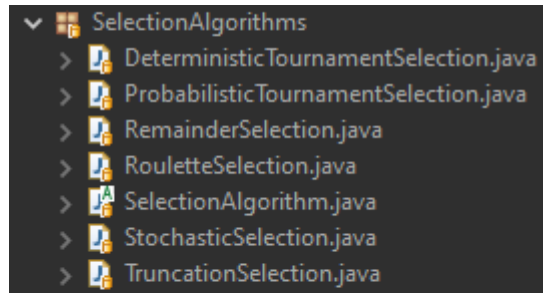 SelectionAlgorithms
DeterministicTournamentSelection.java
ProbabilisticTournamentSelection.java
RemainderSelection.java
RouletteSelection.java
SelectionAlgorithm.java
StochasticSelection.java
TruncationSelection.java